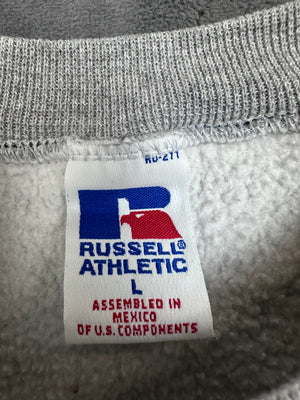 RU-271
RUSSELL®
ATHLETIC
L
ASSEMBLED IN
MEXICO
OF U.S. COMPONENTS